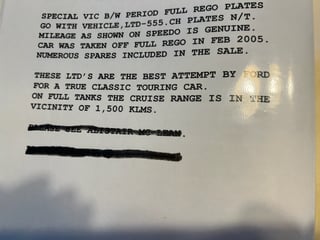 SPECIAL VIC B/W PERIOD FULL REGO PLATES
GO WITH VEHICLE,LTD-555.CH PLATES N/T.
MILEAGE AS SHOWN ON SPEEDO IS GENUINE.
CAR WAS TAKEN OFF FULL REGO IN FEB 2005.
NUMEROUS SPARES INCLUDED IN THE SALE.
THESE LTD'S ARE THE BEST ATTEMPT BY FORD
FOR A TRUE CLASSIC TOURING CAR.
ON FULL TANKS THE CRUISE RANGE IS IN THE
VICINITY OF 1,500 KLMS.